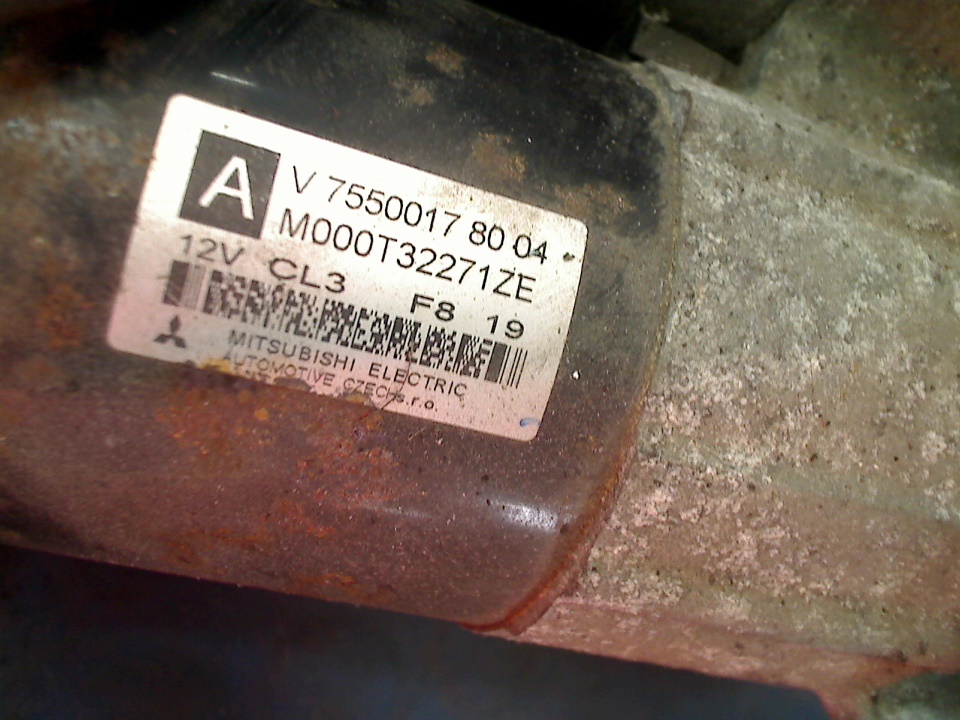 A
V 7550017 80 04
M000T32271ZE
12V CL3 F8 19
MITSUBISHI ELECTRIC
AUTOMOTIVE CZECH s.r.o.